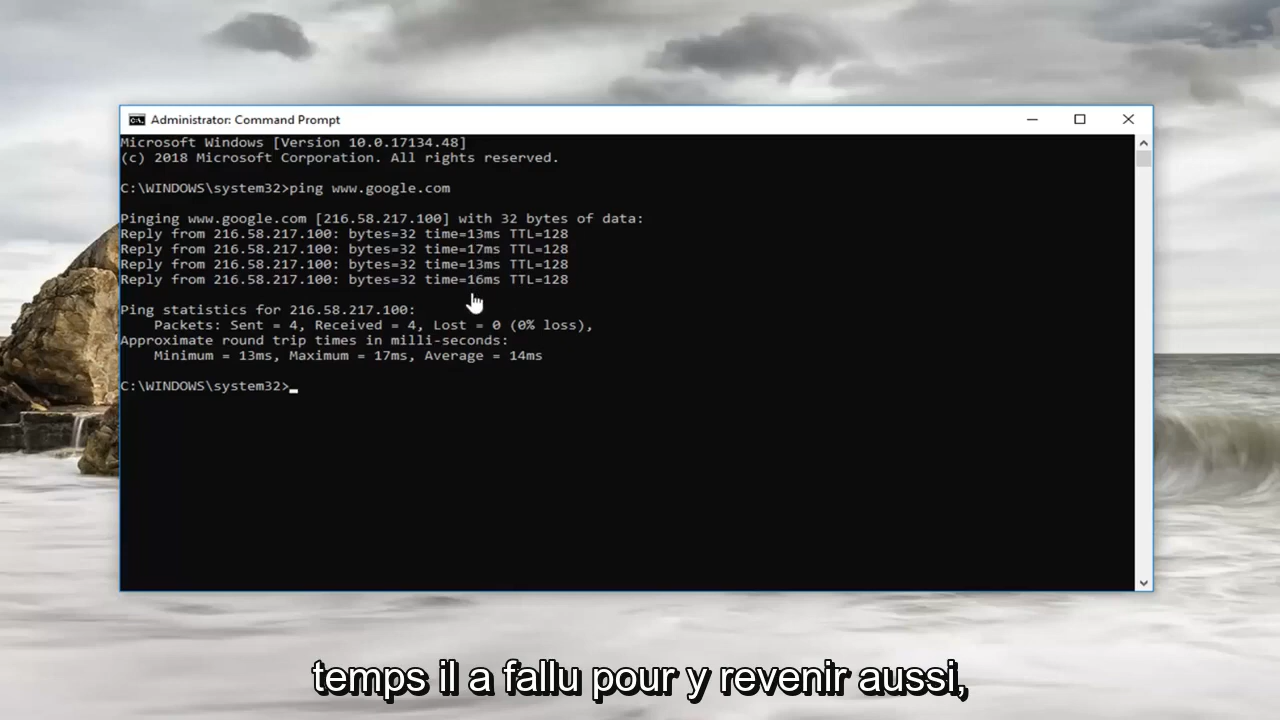 Administrator: Command Prompt
Microsoft Windows [Version 10.0.17134.48]
(c) 2018 Microsoft Corporation. All rights reserved.
C:\WINDOWS\system32>ping www.google.com
Pinging www.google.com [216.58.217.100] with 32 bytes of data:
Reply from 216.58.217.100: bytes=32 time=13ms TTL=128
Reply from 216.58.217.100: bytes=32 time=17ms TTL=128
Reply from 216.58.217.100: bytes=32 time=13ms TTL=128
Reply from 216.58.217.100: bytes=32 time=16ms TTL=128
Ping statistics for 216.58.217.100:
Packets: Sent = 4, Received = 4, Lost = 0 (0% loss),
Approximate round trip times in milli-seconds:
Minimum = 13ms, Maximum = 17ms, Average = 14ms
C:\WINDOWS\system32>
temps il a fallu pour y revenir aussi,